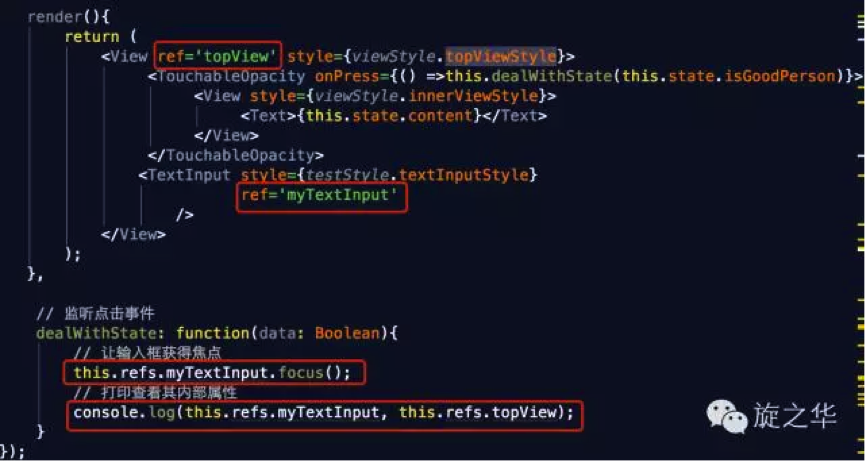 render(){
return (
<View ref='topView' style={viewStyle.topViewStyle}>
<TouchableOpacity onPress={() =>this.dealWithState(this.state.isGoodPerson)}>
<View style={viewStyle.innerViewStyle}>
<Text>{this.state.content}</Text>
</View>
</TouchableOpacity>
<TextInput style={testStyle.textInputStyle}
ref='myTextInput'
/>
</View>
);
},
// 监听点击事件
dealWithState: function(data: Boolean){
// 让输入框获得焦点
this.refs.myTextInput.focus();
// 打印查看其内部属性
console.log(this.refs.myTextInput, this.refs.topView);
}
});
旋之华